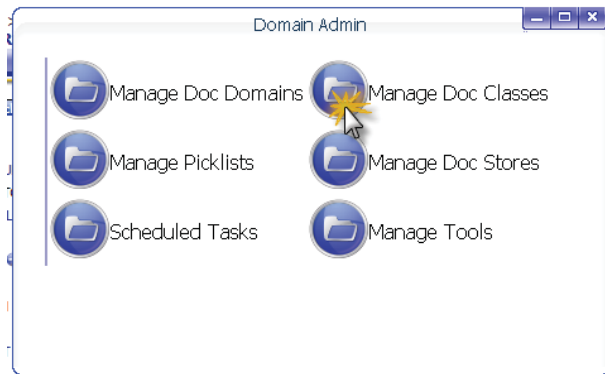 Domain Admin
Manage Doc Domains Manage Doc Classes
Manage Picklists Manage Doc Stores
Scheduled Tasks Manage Tools